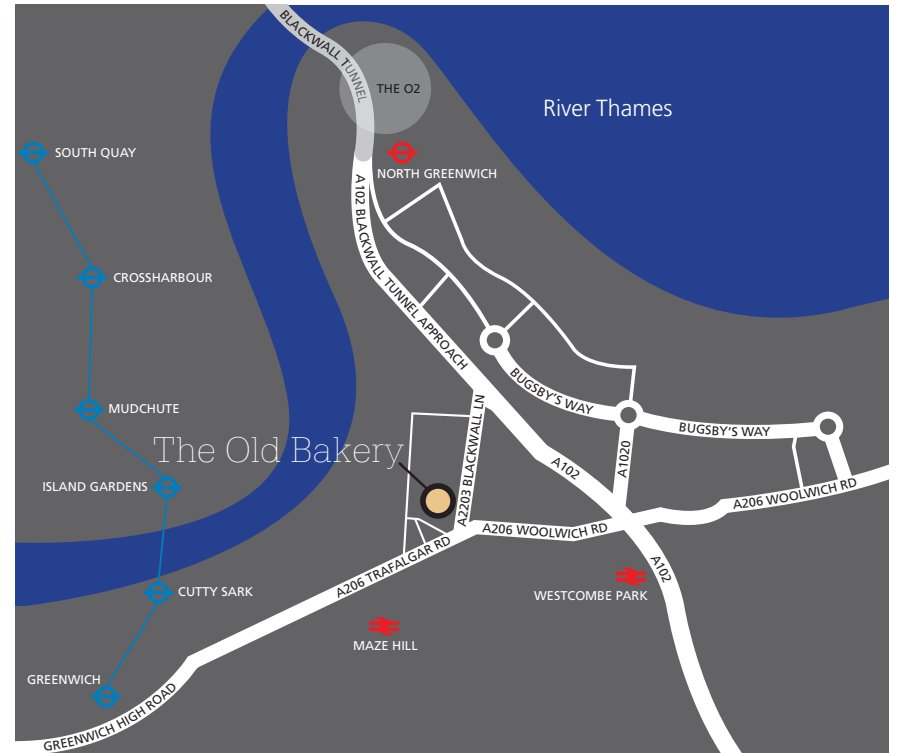 BLACKWALL TUNNEL
THE O2
River Thames
SOUTH QUAY
NORTH GREENWICH
A102 BLACKWALL TUNNEL APPROACH
CROSSHARBOUR
BUGSBY'S WAY
BUGSBY'S WAY
MUDCHUTE
The Old Bakery
A2203 BLACKWALL LN
A102
A1020
ISLAND GARDENS
A206 WOOLWICH RD
A206 WOOLWICH RD
A206 TRAFALGAR RD
A102
CUTTY SARK
WESTCOMBE PARK
MAZE HILL
GREENWICH
GREENWICH HIGH ROAD